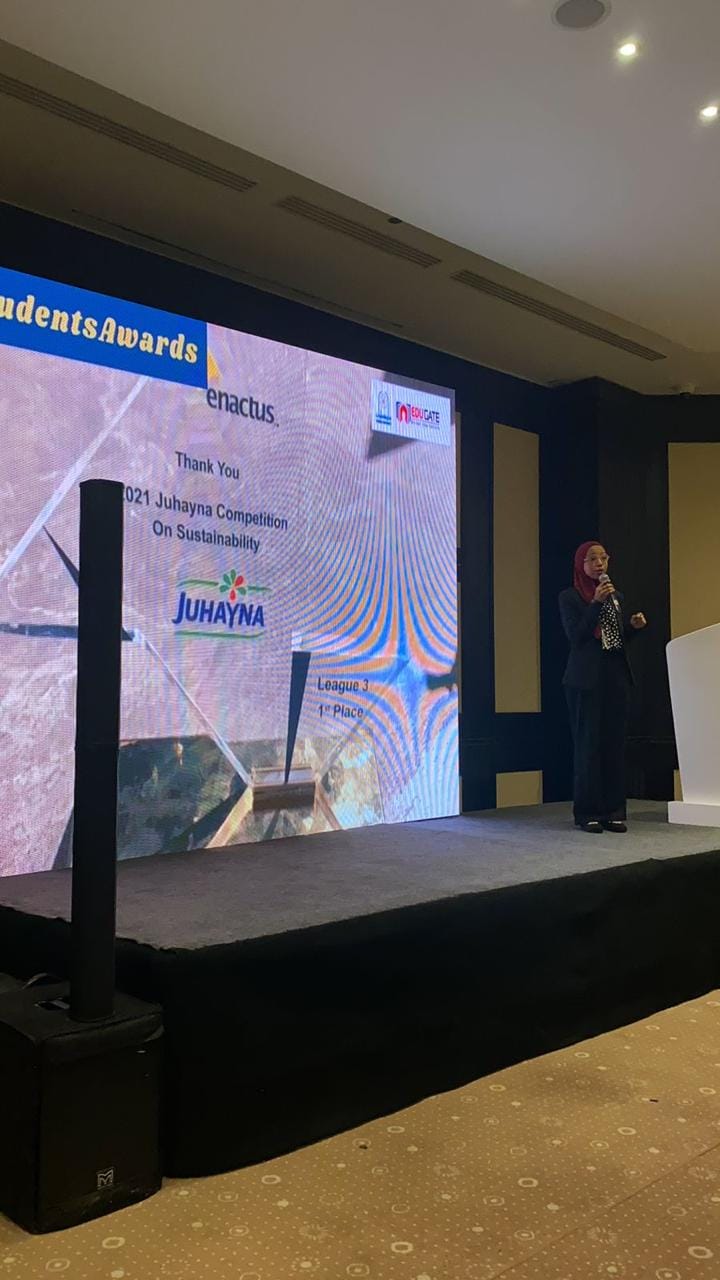 udentsAwards
enactus
EDUGATE
Thank You
2021 Juhayna Competition
On Sustainability
JUHAYNA
League 3
1st Place